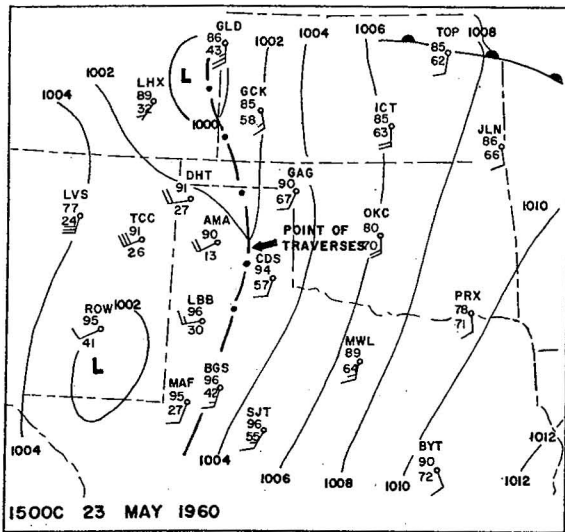 GLD
86
43
1002
1004
1006
TOP
85
62
1008
1002
1004
LHX
89
32
L
GCK
85
58
1000
ICT
85
63
JLN
86
66
DHT
91
27
GAG
90
67
LVS
77
24
TCC
91
26
AMA
90
13
POINT OF
TRAVERSES
OKC
80
70
1010
CDS
94
57
ROW
95
41
1002
L
LBB
96
30
PRX
78
71
MWL
89
64
MAF
95
27
BGS
96
42
SJT
96
55
BYT
90
72
1004
1004
1006
1008
1010
1012
1012
1500C 23 MAY 1960